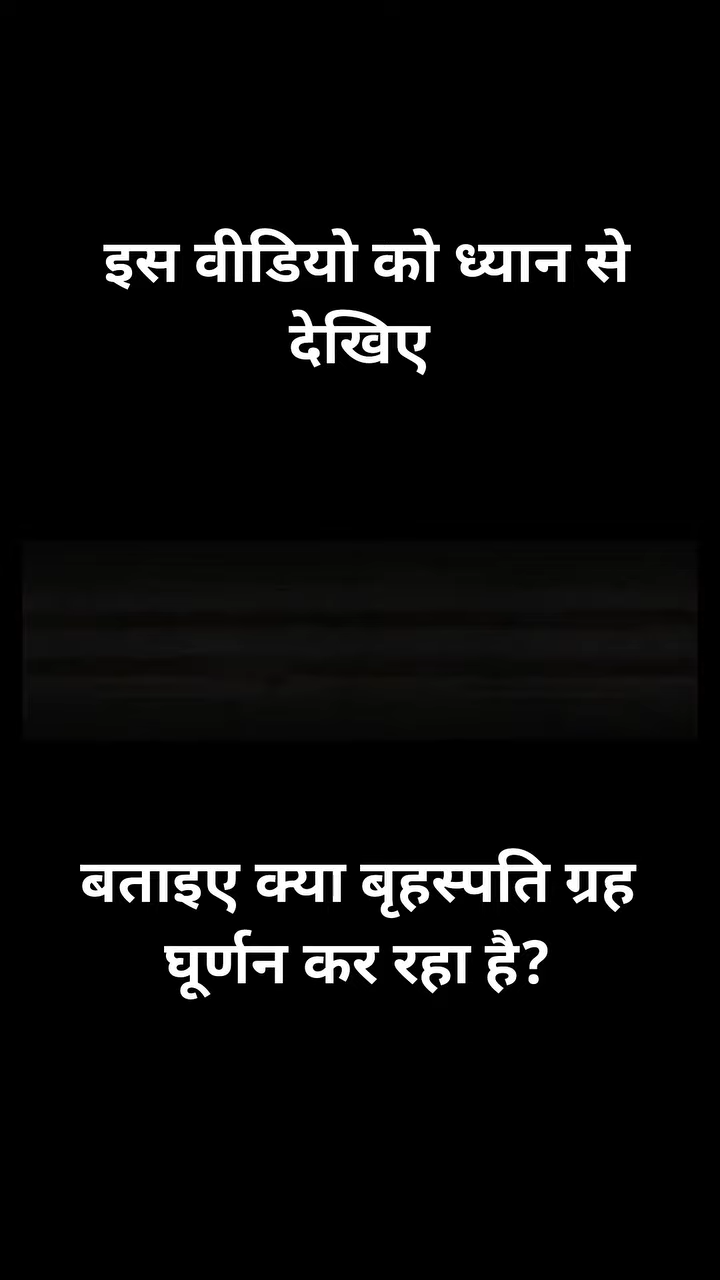 इस वीडियो को ध्यान से
देखिए
बताइए क्या बृहस्पति ग्रह
घूर्णन कर रहा है?